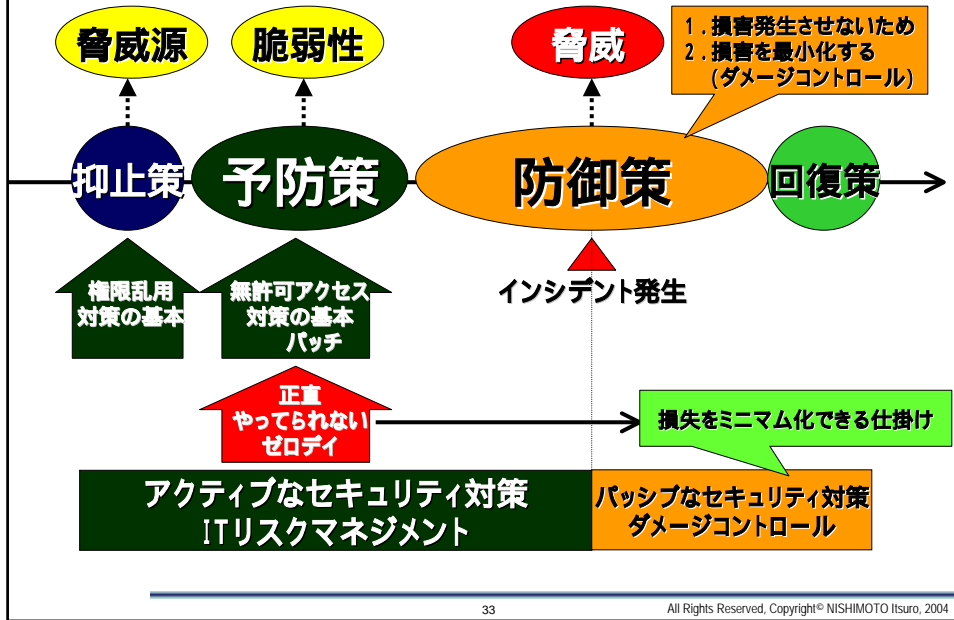 脅威源
脆弱性
脅威
1.損害発生させないため
2.損害を最小化する
(ダメージコントロール)
抑止策
予防策
防御策
回復策
権限乱用
対策の基本
無許可アクセス
対策の基本
パッチ
インシデント発生
正直
やってられない
ゼロデイ
損失をミニマム化できる仕掛け
アクティブなセキュリティ対策
ITリスクマネジメント
パッシブなセキュリティ対策
ダメージコントロール
33
All Rights Reserved, Copyright© NISHIMOTO Itsuro, 2004